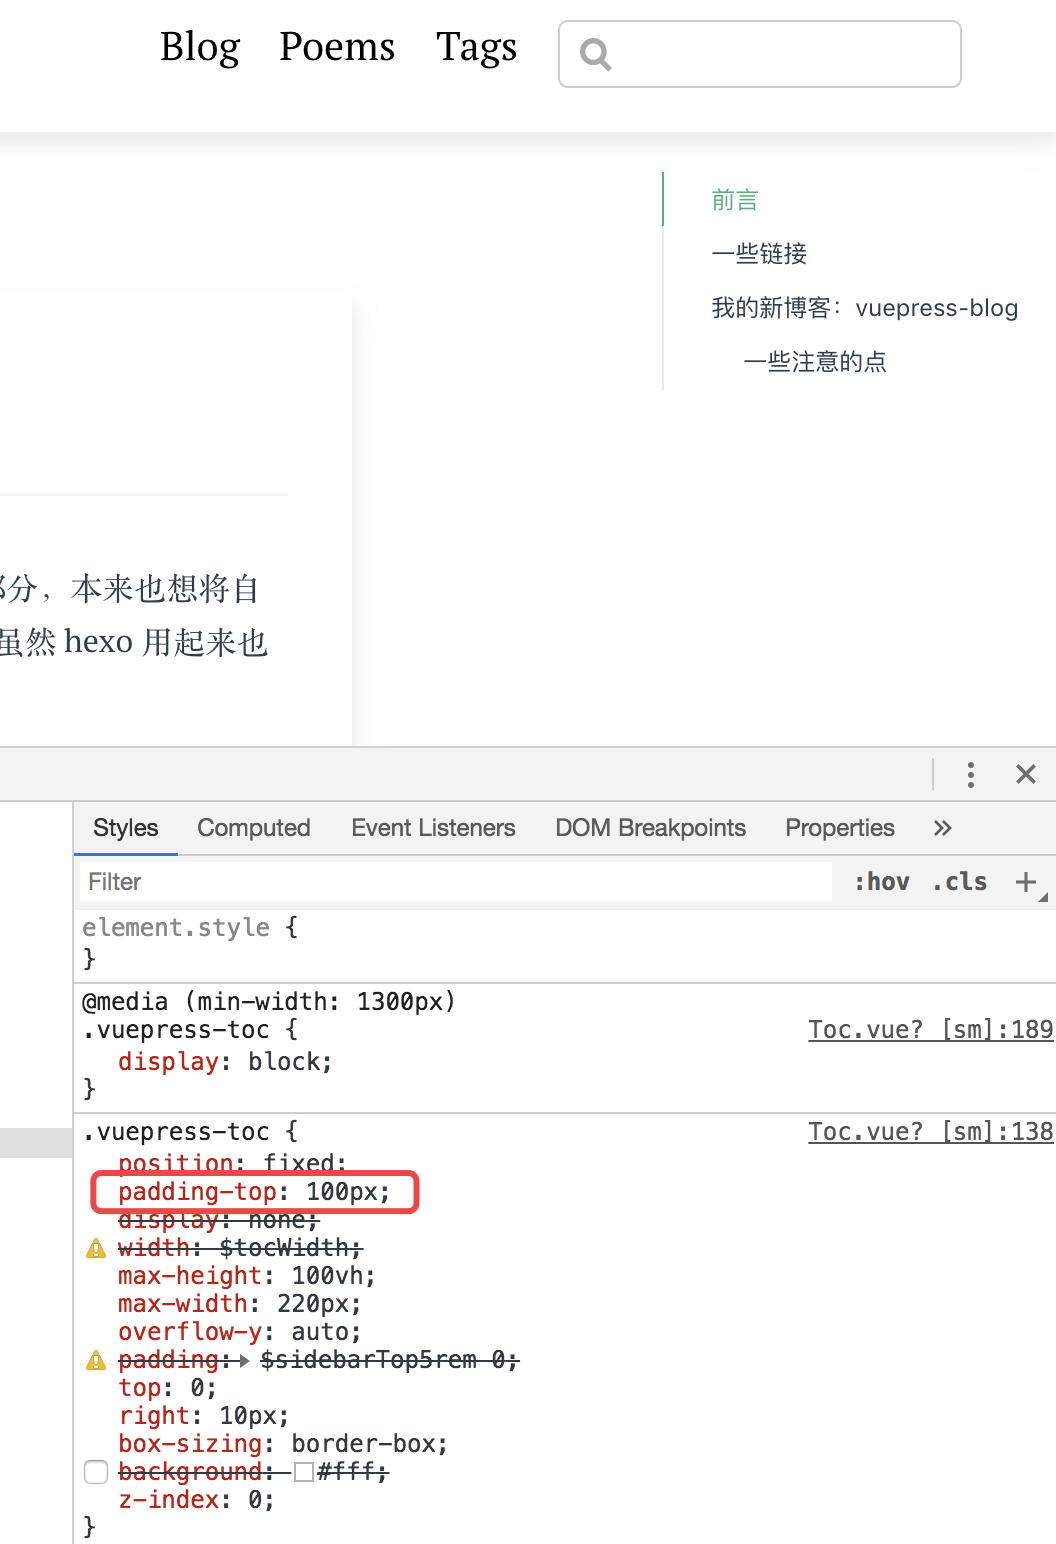 Blog Poems Tags
前言
一些链接
我的新博客：vuepress-blog
一些注意的点
部分，本来也想将自
虽然 hexo 用起来也
Styles Computed Event Listeners DOM Breakpoints Properties »
Filter :hov .cls +
element.style {
}
@media (min-width: 1300px)
.vuepress-toc { Toc.vue? [sm]:189
display: block;
}
.vuepress-toc { Toc.vue? [sm]:138
position: fixed;
padding-top: 100px;
display: none;
width: $tocWidth;
max-height: 100vh;
max-width: 220px;
overflow-y: auto;
padding: $sidebarTop5rem 0;
top: 0;
right: 10px;
box-sizing: border-box;
background: #fff;
z-index: 0;
}